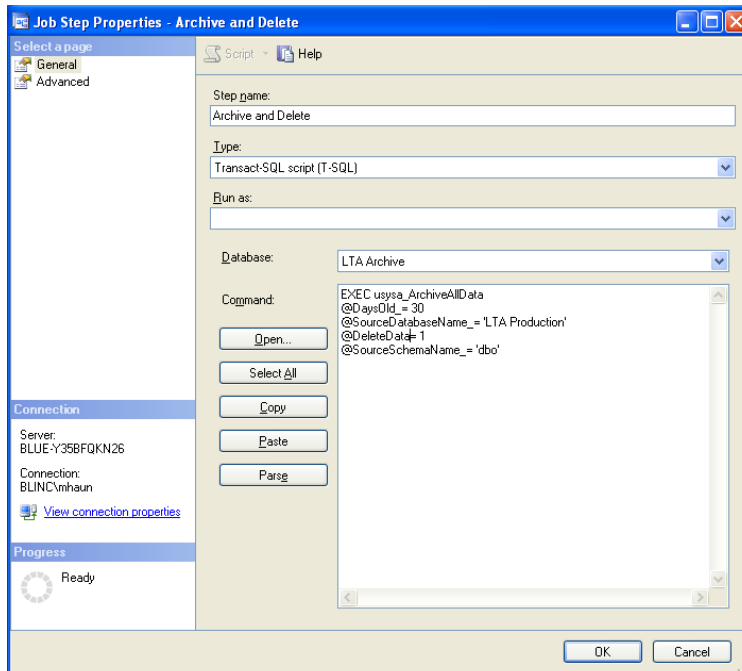 Job Step Properties - Archive and Delete
Select a page
General
Advanced
Script
Help
Step name:
Archive and Delete
Type:
Transact-SQL script (T-SQL)
Run as:
Database:
LTA Archive
Command:
EXEC usysa_ArchiveAllData
@DaysOld_= 30
@SourceDatabaseName_= 'LTA Production'
@DeleteData= 1
@SourceSchemaName_= 'dbo'
Open...
Select All
Copy
Paste
Parse
Connection
Server:
BLUE-Y35BFQKN26
Connection:
BLINC\mhaun
View connection properties
Progress
Ready
OK
Cancel